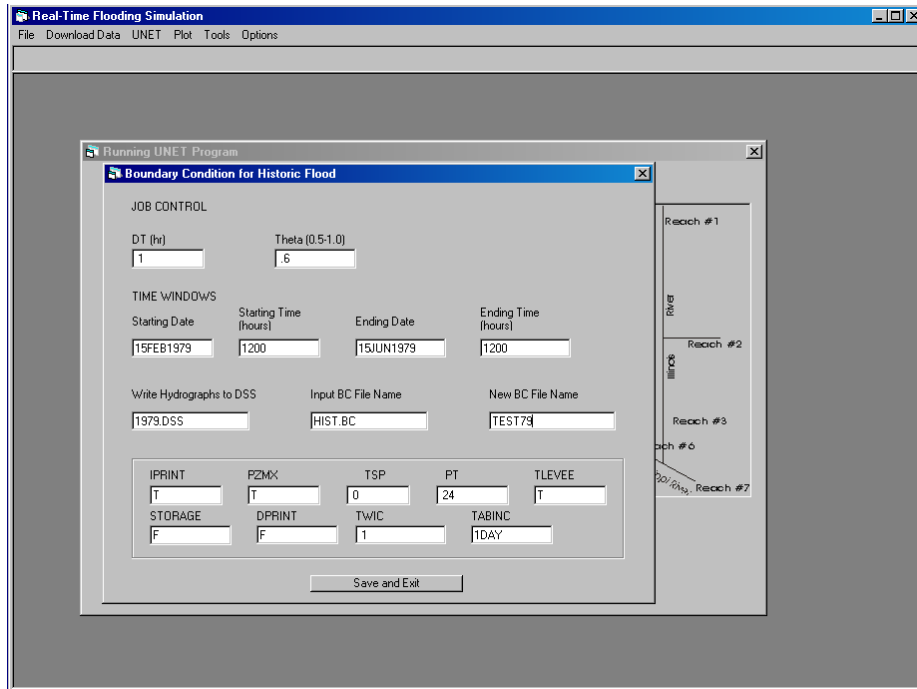 Real-Time Flooding Simulation
File Download Data UNET Plot Tools Options
Running UNET Program
Boundary Condition for Historic Flood
JOB CONTROL
DT (hr) Theta (0.5-1.0)
1 .6
TIME WINDOWS
Starting Date Starting Time (hours) Ending Date Ending Time (hours)
15FEB1979 1200 15JUN1979 1200
Write Hydrographs to DSS Input BC File Name New BC File Name
1979.DSS HIST.BC TEST79
IPRINT PZMX TSP PT TLEVEE
T T 0 24 T
STORAGE DPRINT TWIC TABINC
F F 1 1DAY
Save and Exit
Reach #1
River
Reach #2
Illinois
Reach #3
ach #6
Reach #7